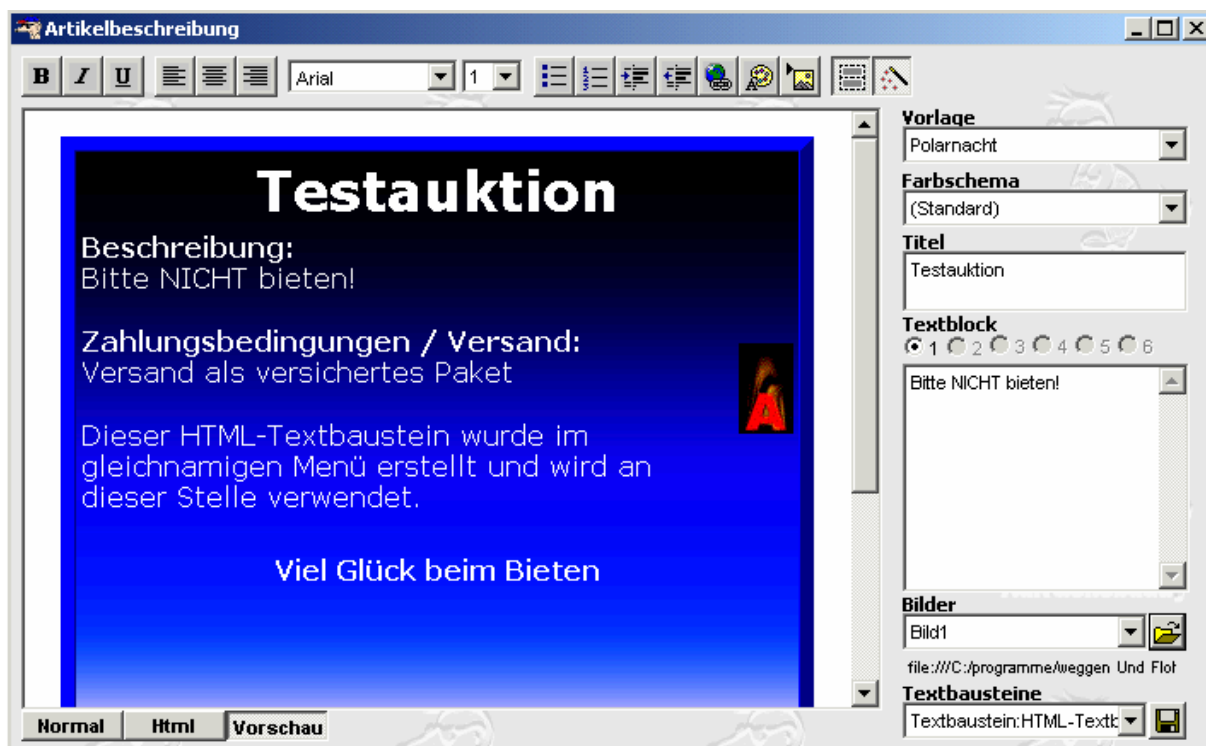 Artikelbeschreibung
B I U Arial 1
Testauktion
Beschreibung:
Bitte NICHT bieten!
Zahlungsbedingungen / Versand:
Versand als versichertes Paket
A
Dieser HTML-Textbaustein wurde im
gleichnamigen Menü erstellt und wird an
dieser Stelle verwendet.
Viel Glück beim Bieten
Normal Html Vorschau
Vorlage
Polarnacht
Farbschema
(Standard)
Titel
Testauktion
Textblock
1 2 3 4 5 6
Bitte NICHT bieten!
Bilder
Bild1
file:///C:/programme/weggen Und Flot
Textbausteine
Textbaustein:HTML-Textb